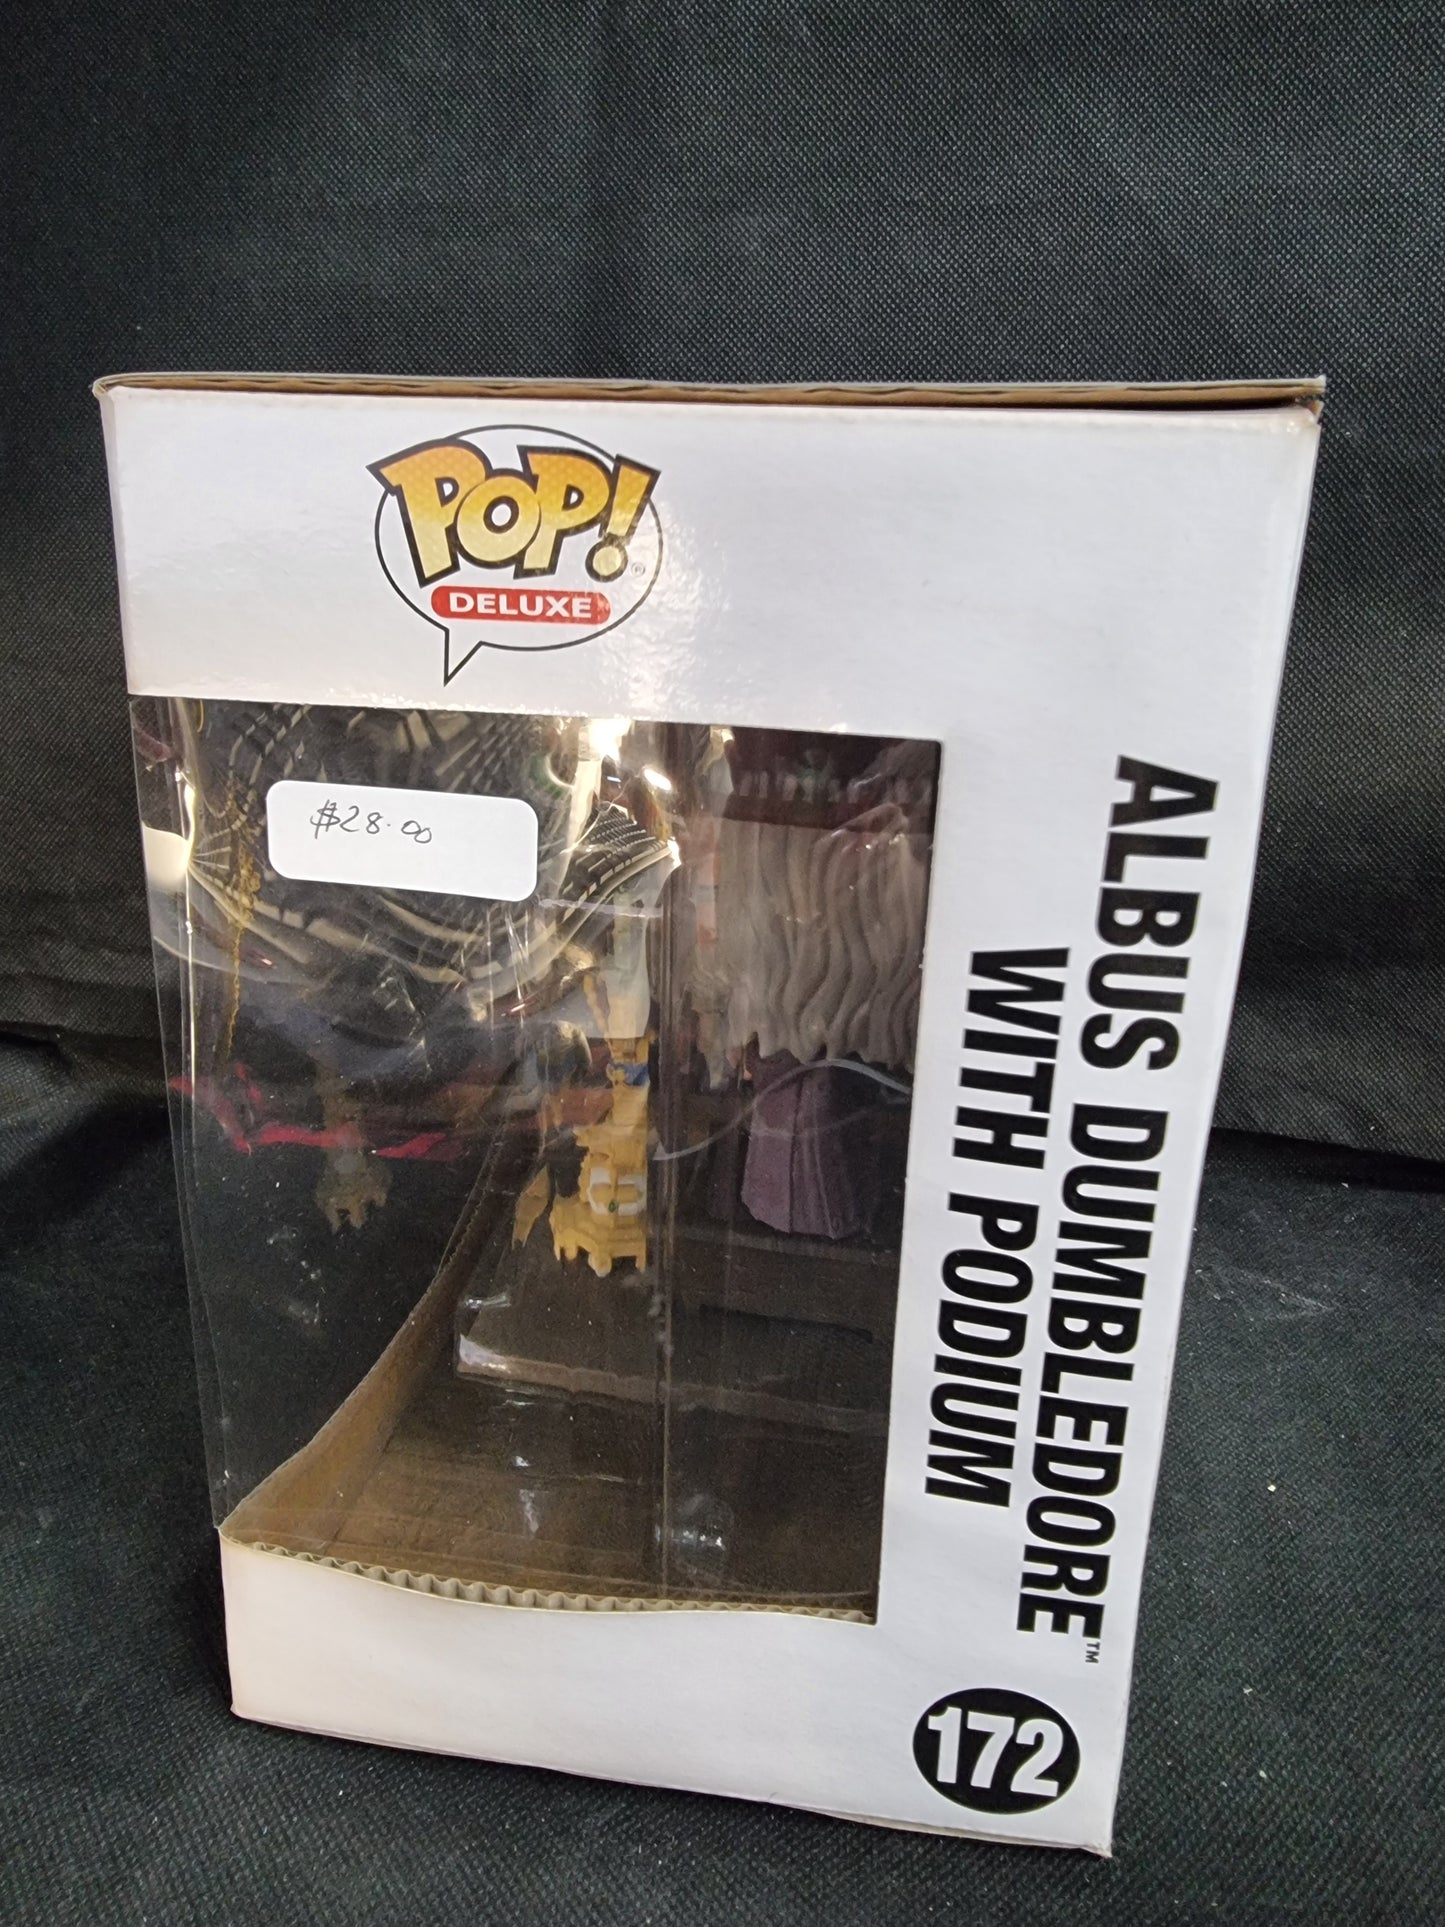 POP!®
DELUXE
$28.00
ALBUS DUMBLEDORE™
WITH PODIUM
172